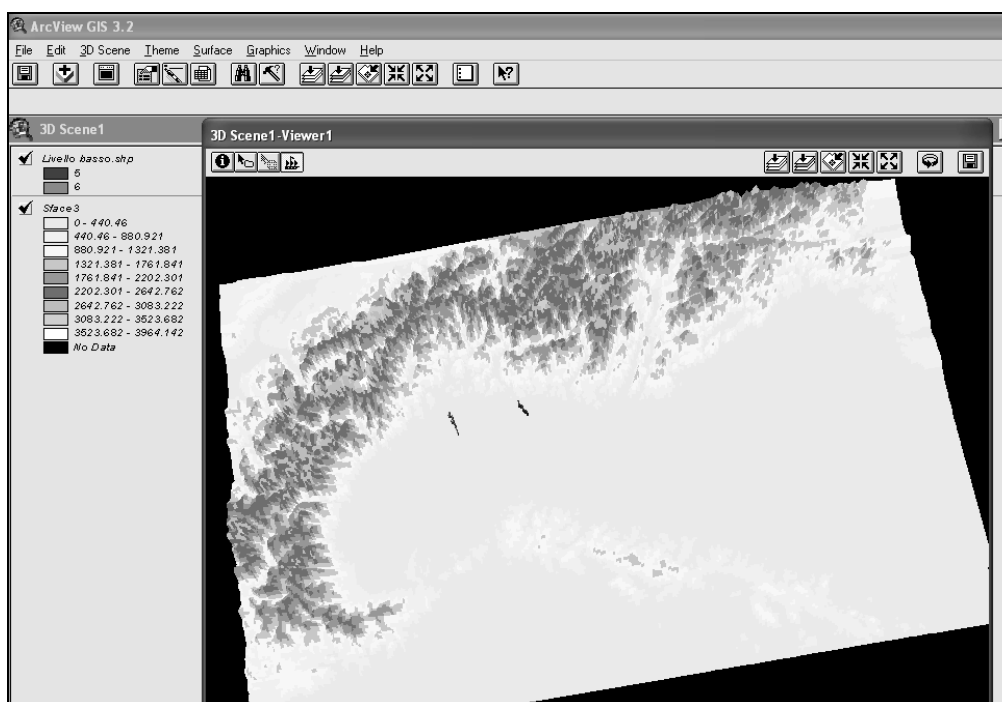 ArcView GIS 3.2
File Edit 3D Scene Theme Surface Graphics Window Help
3D Scene1
3D Scene1-Viewer1
Livello basso.shp
5
6
Sface3
0 - 440.46
440.46 - 880.921
880.921 - 1321.381
1321.381 - 1761.841
1761.841 - 2202.301
2202.301 - 2642.762
2642.762 - 3083.222
3083.222 - 3523.682
3523.682 - 3964.142
No Data